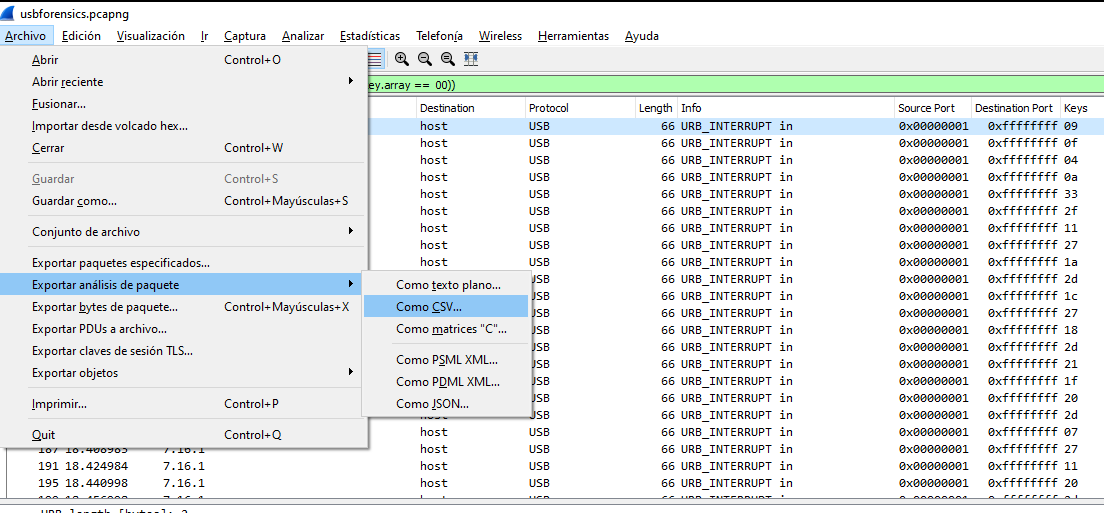 usbforensics.pcapng
Archivo Edición Visualización Ir Captura Analizar Estadísticas Telefonía Wireless Herramientas Ayuda
Abrir Control+O
Abrir reciente
Fusionar...
Importar desde volcado hex...
Cerrar Control+W
Guardar Control+S
Guardar como... Control+Mayúsculas+S
Conjunto de archivo
Exportar paquetes especificados...
Exportar análisis de paquete
Exportar bytes de paquete... Control+Mayúsculas+X
Exportar PDUs a archivo...
Exportar claves de sesión TLS...
Exportar objetos
Imprimir... Control+P
Quit Control+Q
Como texto plano...
Como CSV...
Como matrices "C"...
Como PSML XML...
Como PDML XML...
Como JSON...
ey.array == 00))
Destination Protocol Length Info Source Port Destination Port Keys
host USB 66 URB_INTERRUPT in 0x00000001 0xffffffff 09
host USB 66 URB_INTERRUPT in 0x00000001 0xffffffff 0f
host USB 66 URB_INTERRUPT in 0x00000001 0xffffffff 04
host USB 66 URB_INTERRUPT in 0x00000001 0xffffffff 0a
host USB 66 URB_INTERRUPT in 0x00000001 0xffffffff 33
host USB 66 URB_INTERRUPT in 0x00000001 0xffffffff 2f
host USB 66 URB_INTERRUPT in 0x00000001 0xffffffff 11
host USB 66 URB_INTERRUPT in 0x00000001 0xffffffff 27
host USB 66 URB_INTERRUPT in 0x00000001 0xffffffff 1a
66 URB_INTERRUPT in 0x00000001 0xffffffff 2d
66 URB_INTERRUPT in 0x00000001 0xffffffff 1c
66 URB_INTERRUPT in 0x00000001 0xffffffff 27
66 URB_INTERRUPT in 0x00000001 0xffffffff 18
66 URB_INTERRUPT in 0x00000001 0xffffffff 2d
66 URB_INTERRUPT in 0x00000001 0xffffffff 21
66 URB_INTERRUPT in 0x00000001 0xffffffff 1f
66 URB_INTERRUPT in 0x00000001 0xffffffff 20
host USB 66 URB_INTERRUPT in 0x00000001 0xffffffff 2d
host USB 66 URB_INTERRUPT in 0x00000001 0xffffffff 07
187 18.408985 7.16.1 host USB 66 URB_INTERRUPT in 0x00000001 0xffffffff 27
191 18.424984 7.16.1 host USB 66 URB_INTERRUPT in 0x00000001 0xffffffff 11
195 18.440998 7.16.1 host USB 66 URB_INTERRUPT in 0x00000001 0xffffffff 20